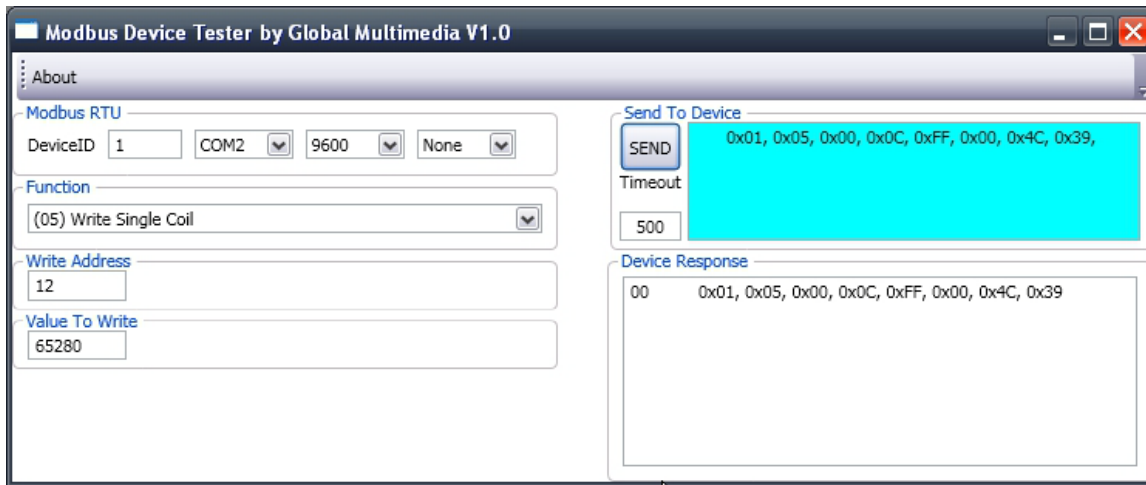 Modbus Device Tester by Global Multimedia V1.0
About
Modbus RTU
DeviceID 1 COM2 9600 None
Function
(05) Write Single Coil
Write Address
12
Value To Write
65280
Send To Device
SEND 0x01, 0x05, 0x00, 0x0C, 0xFF, 0x00, 0x4C, 0x39,
Timeout
500
Device Response
00 0x01, 0x05, 0x00, 0x0C, 0xFF, 0x00, 0x4C, 0x39